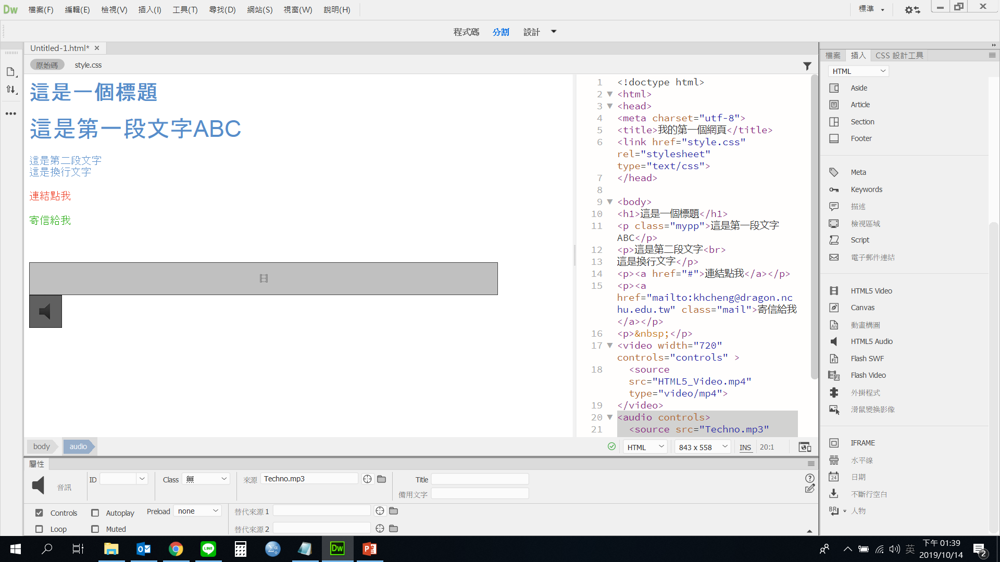 Dw 檔案(F) 編輯(E) 檢視(V) 插入(I) 工具(T) 尋找(D) 網站(S) 視窗(W) 說明(H) 標準
程式碼 分割 設計
Untitled-1.html*
原始碼 style.css
這是一個標題
這是第一段文字ABC
這是第二段文字
這是換行文字
連結點我
寄信給我
1 <!doctype html>
2 <html>
3 <head>
4 <meta charset="utf-8">
5 <title>我的第一個網頁</title>
6 <link href="style.css"
rel="stylesheet"
type="text/css">
7 </head>
8
9 <body>
10 <h1>這是一個標題</h1>
11 <p class="mypp">這是第一段文字
ABC</p>
12 <p>這是第二段文字<br>
13 這是換行文字</p>
14 <p><a href="#">連結點我</a></p>
15 <p><a
href="mailto:khcheng@dragon.nc
hu.edu.tw" class="mail">寄信給我
</a></p>
16 <p>&nbsp;</p>
17 <video width="720"
controls="controls" >
18 <source
src="HTML5_Video.mp4"
type="video/mp4">
19 </video>
20 <audio controls>
21 <source src="Techno.mp3"
body audio
HTML 843 x 558 INS 20:1
屬性
音訊 ID Class 無 來源 Techno.mp3 Title
備用文字
Controls Autoplay Preload none 替代來源 1
Loop Muted 替代來源 2
檔案 插入 CSS 設計工具
HTML
Aside
Article
Section
Footer
Meta
Keywords
描述
檢視區域
Script
電子郵件連結
HTML5 Video
Canvas
動畫構圖
HTML5 Audio
Flash SWF
Flash Video
外掛程式
滑鼠變換影像
IFRAME
水平線
日期
不斷行空白
人物
英 下午 01:39
2019/10/14
2